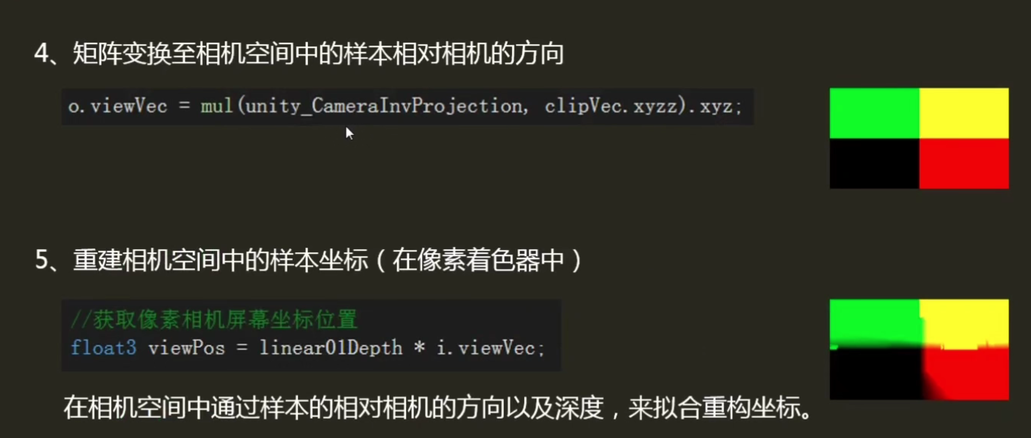 4、矩阵变换至相机空间中的样本相对相机的方向
o.viewVec = mul(unity_CameraInvProjection, clipVec.xyzz).xyz;
5、重建相机空间中的样本坐标（在像素着色器中）
//获取像素相机屏幕坐标位置
float3 viewPos = linear01Depth * i.viewVec;
在相机空间中通过样本的相对相机的方向以及深度，来拟合重构坐标。